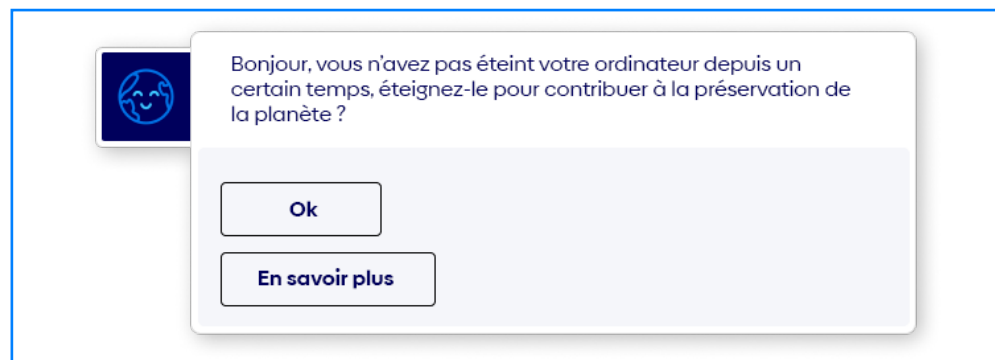 Bonjour, vous n’avez pas éteint votre ordinateur depuis un
certain temps, éteignez-le pour contribuer à la préservation de
la planète ?
Ok
En savoir plus